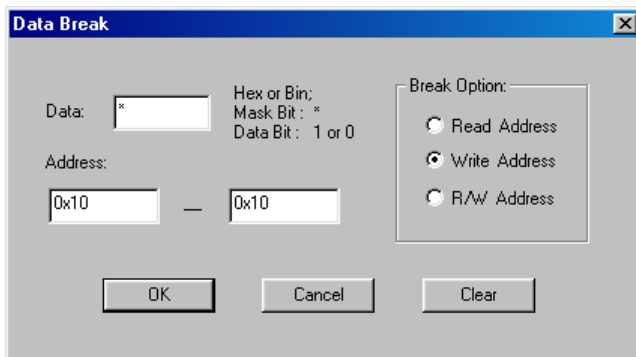 Data Break
Data:
*
Hex or Bin;
Mask Bit : *
Data Bit : 1 or 0
Address:
0x10 — 0x10
Break Option:
Read Address
Write Address
R/W Address
OK Cancel Clear